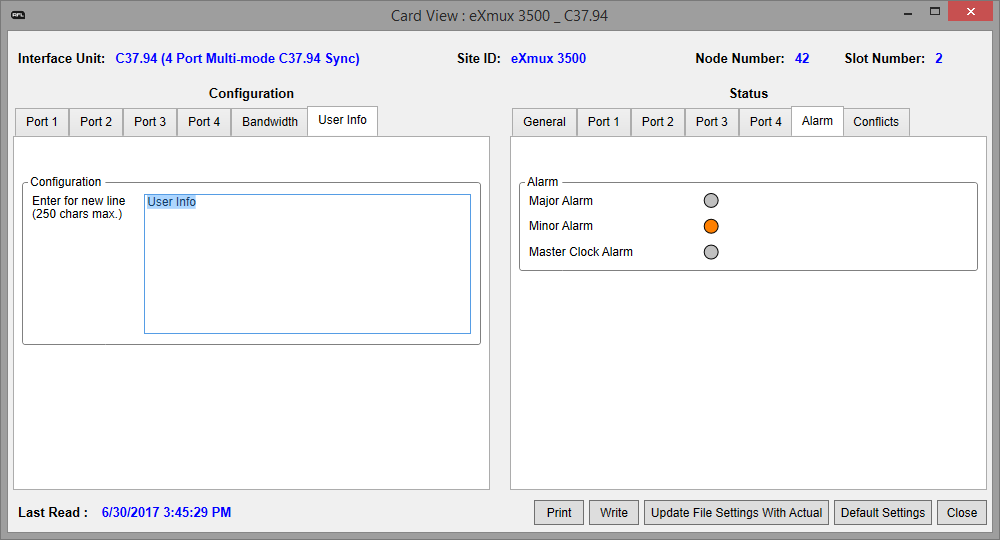 AFL
Card View : eXmux 3500 _ C37.94
Interface Unit: C37.94 (4 Port Multi-mode C37.94 Sync) Site ID: eXmux 3500 Node Number: 42 Slot Number: 2
Configuration
Port 1 Port 2 Port 3 Port 4 Bandwidth User Info
Configuration
Enter for new line
(250 chars max.)
User Info
Status
General Port 1 Port 2 Port 3 Port 4 Alarm Conflicts
Alarm
Major Alarm
Minor Alarm
Master Clock Alarm
Last Read : 6/30/2017 3:45:29 PM
Print Write Update File Settings With Actual Default Settings Close